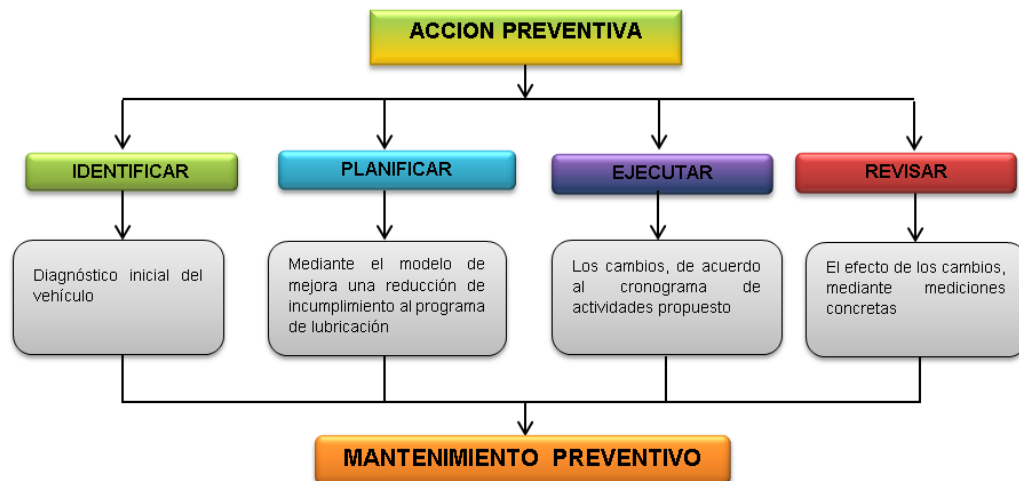 ACCION PREVENTIVA
IDENTIFICAR
PLANIFICAR
EJECUTAR
REVISAR
Diagnóstico inicial del
vehículo
Mediante el modelo de
mejora una reducción de
incumplimiento al programa
de lubricación
Los cambios, de acuerdo
al cronograma de
actividades propuesto
El efecto de los cambios,
mediante mediciones
concretas
MANTENIMIENTO PREVENTIVO